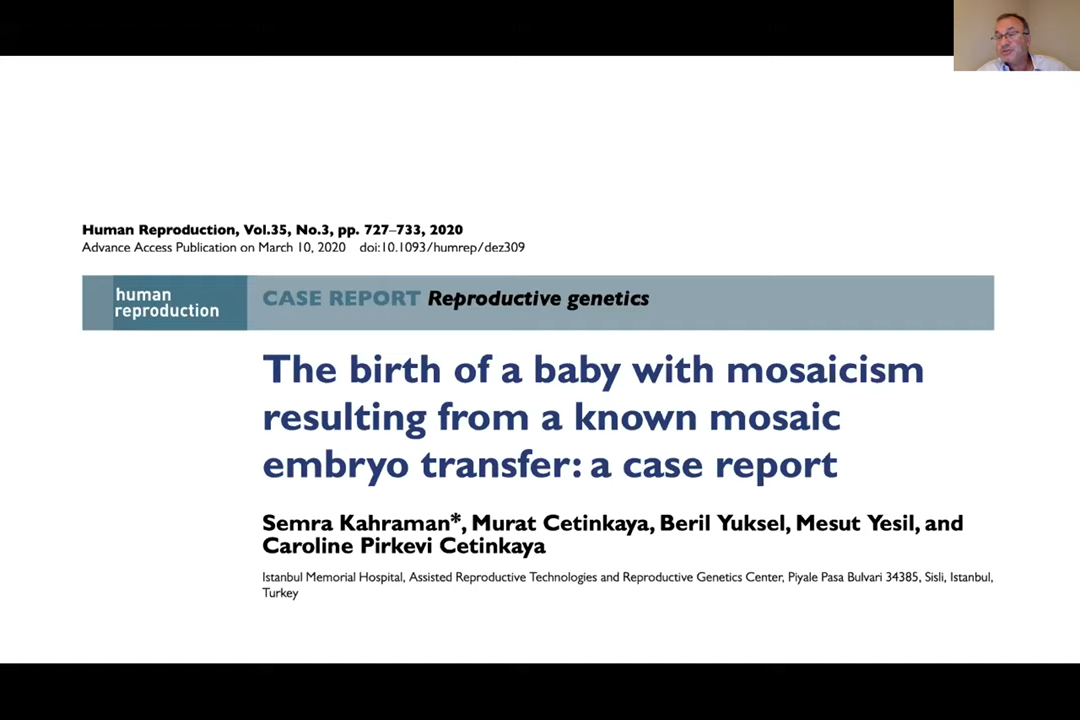 Human Reproduction, Vol.35, No.3, pp. 727–733, 2020
Advance Access Publication on March 10, 2020 doi:10.1093/humrep/dez309
human
reproduction
CASE REPORT Reproductive genetics
The birth of a baby with mosaicism
resulting from a known mosaic
embryo transfer: a case report
Semra Kahraman*, Murat Cetinkaya, Beril Yuksel, Mesut Yesil, and
Caroline Pirkevi Cetinkaya
Istanbul Memorial Hospital, Assisted Reproductive Technologies and Reproductive Genetics Center, Piyale Pasa Bulvari 34385, Sisli, Istanbul,
Turkey